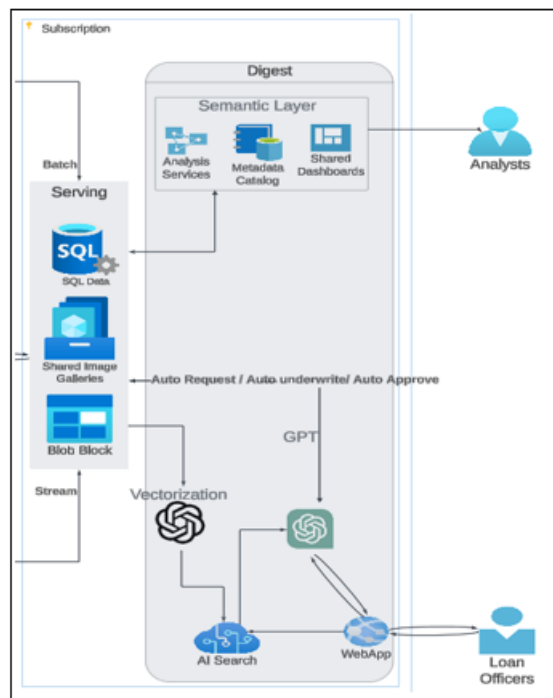 Subscription
Digest
Semantic Layer
Analysis
Services
Metadata
Catalog
Shared
Dashboards
Analysts
Batch
Serving
SQL
SQL Data
Shared Image
Galleries
Auto Request / Auto underwrite/ Auto Approve
Blob Block
GPT
Stream
Vectorization
AI Search
WebApp
Loan
Officers